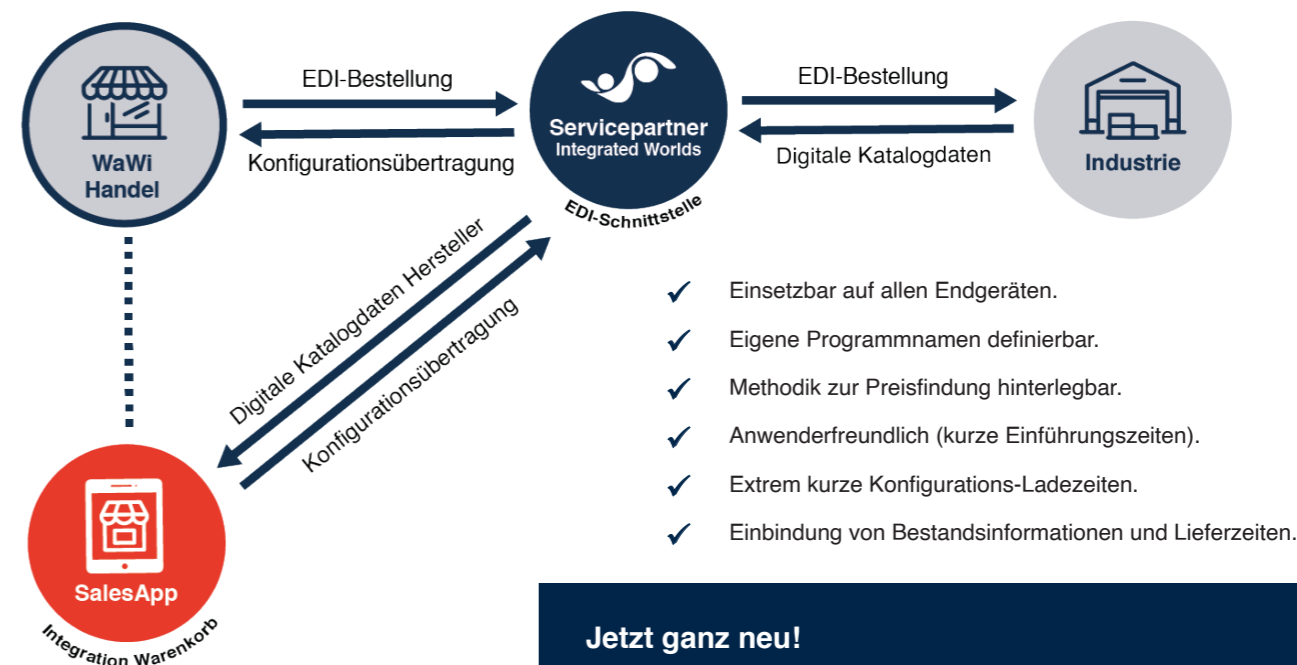 EDI-Bestellung
EDI-Bestellung
WaWi
Handel
Konfigurationsübertragung
Servicepartner
Integrated Worlds
EDI-Schnittstelle
Digitale Katalogdaten
Industrie
Digitale Katalogdaten Hersteller
Konfigurationsübertragung
✓ Einsetzbar auf allen Endgeräten.
✓ Eigene Programmnamen definierbar.
✓ Methodik zur Preisfindung hinterlegbar.
✓ Anwenderfreundlich (kurze Einführungszeiten).
✓ Extrem kurze Konfigurations-Ladezeiten.
✓ Einbindung von Bestandsinformationen und Lieferzeiten.
SalesApp
Integration Warenkorb
Jetzt ganz neu!